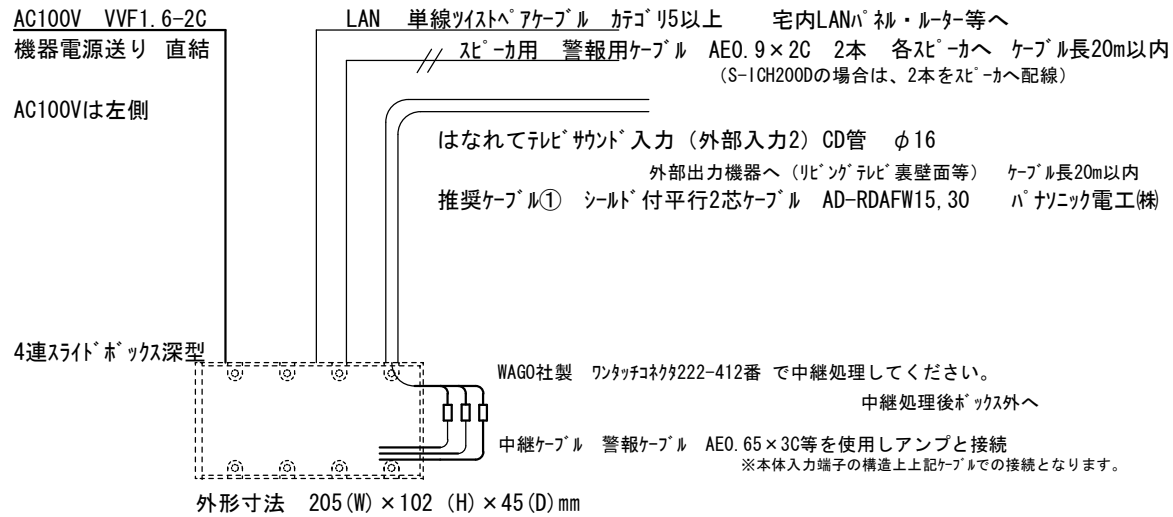 AC100V VVF1.6-2C
LAN 単線ﾂｲｽﾄﾍﾟｱｹｰﾌﾞﾙ ｶﾃｺﾞﾘ5以上 宅内LANﾊﾟﾈﾙ・ﾙｰﾀｰ等へ
機器電源送り 直結
ｽﾋﾟｰｶ用 警報用ｹｰﾌﾞﾙ AE0.9×2C 2本 各ｽﾋﾟｰｶへ ｹｰﾌﾞﾙ長20m以内
(S-ICH200Dの場合は、2本をｽﾋﾟｰｶへ配線)
AC100Vは左側
はなれてﾃﾚﾋﾞｻｳﾝﾄﾞ入力 (外部入力2) CD管 φ16
外部出力機器へ (ﾘﾋﾞﾝｸﾞﾃﾚﾋﾞ裏壁面等) ｹｰﾌﾞﾙ長20m以内
推奨ｹｰﾌﾞﾙ① ｼｰﾙﾄﾞ付平行2芯ｹｰﾌﾞﾙ AD-RDAFW15,30 ﾊﾟﾅｿﾆｯｸ電工㈱
4連ｽﾗｲﾄﾞﾎﾞｯｸｽ深型
WAGO社製 ﾜﾝﾀｯﾁｺﾈｸﾀ222-412番 で中継処理してください。
中継処理後ﾎﾞｯｸｽ外へ
中継ｹｰﾌﾞﾙ 警報ｹｰﾌﾞﾙ AE0.65×3C等を使用しアンプと接続
※本体入力端子の構造上上記ｹｰﾌﾞﾙでの接続となります。
外形寸法 205(W)×102 (H)×45(D)mm